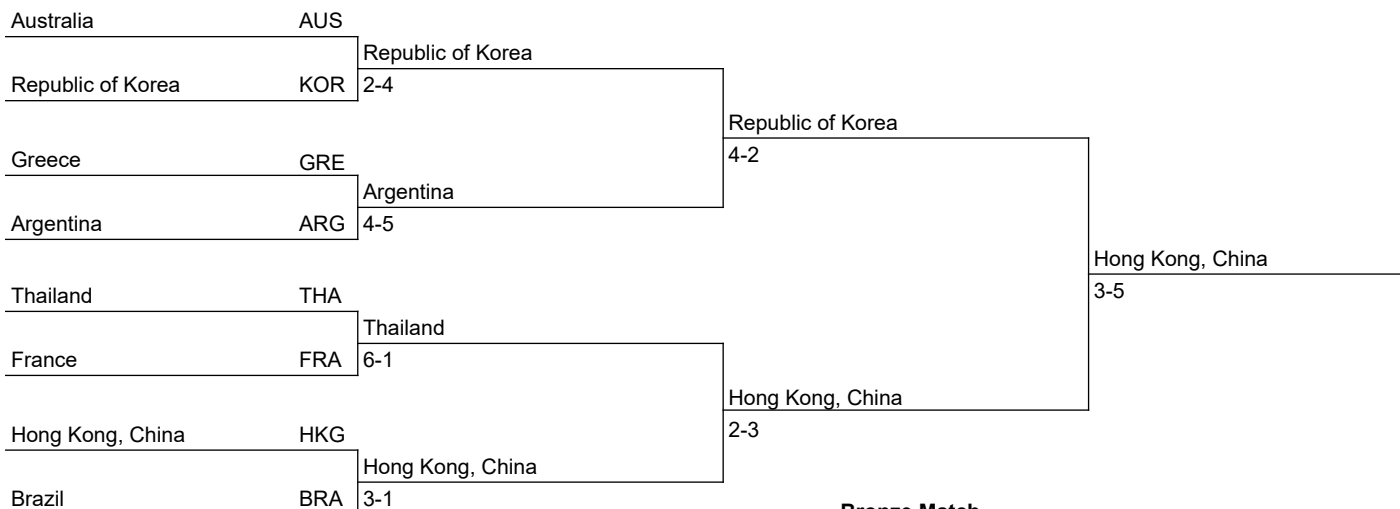 Australia AUS
Republic of Korea
Republic of Korea KOR 2-4
Republic of Korea
Greece GRE 4-2
Argentina
Argentina ARG 4-5
Hong Kong, China
Thailand THA 3-5
Thailand
France FRA 6-1
Hong Kong, China
Hong Kong, China HKG 2-3
Hong Kong, China
Brazil BRA 3-1
Bronze Match